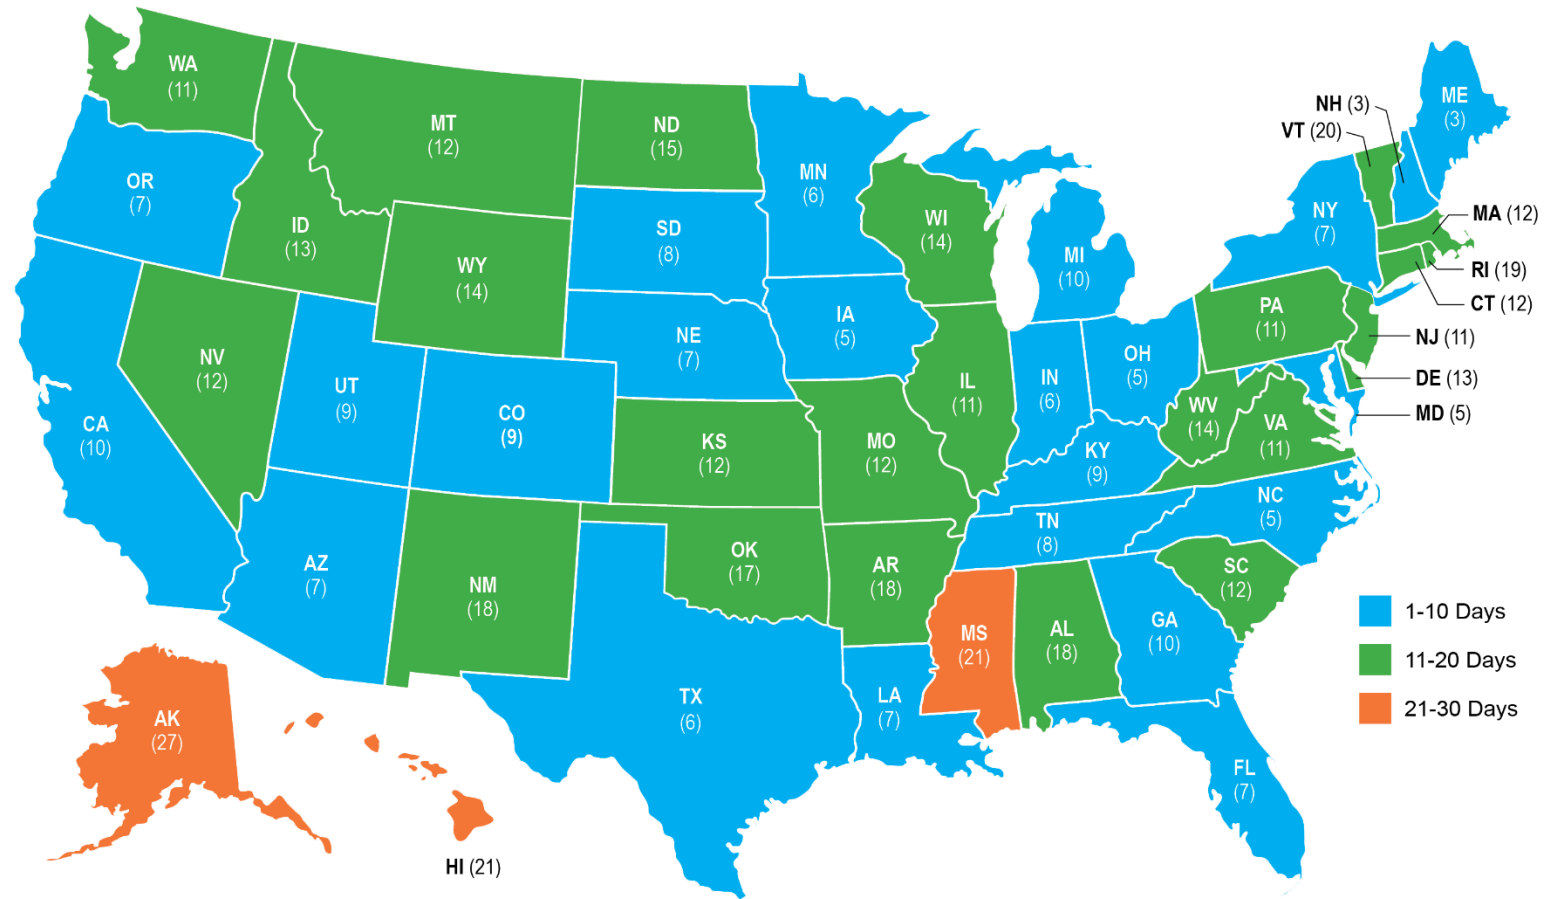 WA
(11)
OR
(7)
CA
(10)
NV
(12)
ID
(13)
MT
(12)
WY
(14)
UT
(9)
CO
(9)
AZ
(7)
NM
(18)
ND
(15)
SD
(8)
NE
(7)
KS
(12)
OK
(17)
TX
(6)
MN
(6)
IA
(5)
MO
(12)
AR
(18)
LA
(7)
WI
(14)
IL
(11)
MI
(10)
IN
(6)
OH
(5)
KY
(9)
TN
(8)
MS
(21)
AL
(18)
GA
(10)
FL
(7)
SC
(12)
NC
(5)
VA
(11)
WV
(14)
PA
(11)
NY
(7)
ME
(3)
NH (3)
VT (20)
MA (12)
RI (19)
CT (12)
NJ (11)
DE (13)
MD (5)
AK
(27)
HI (21)
1-10 Days
11-20 Days
21-30 Days